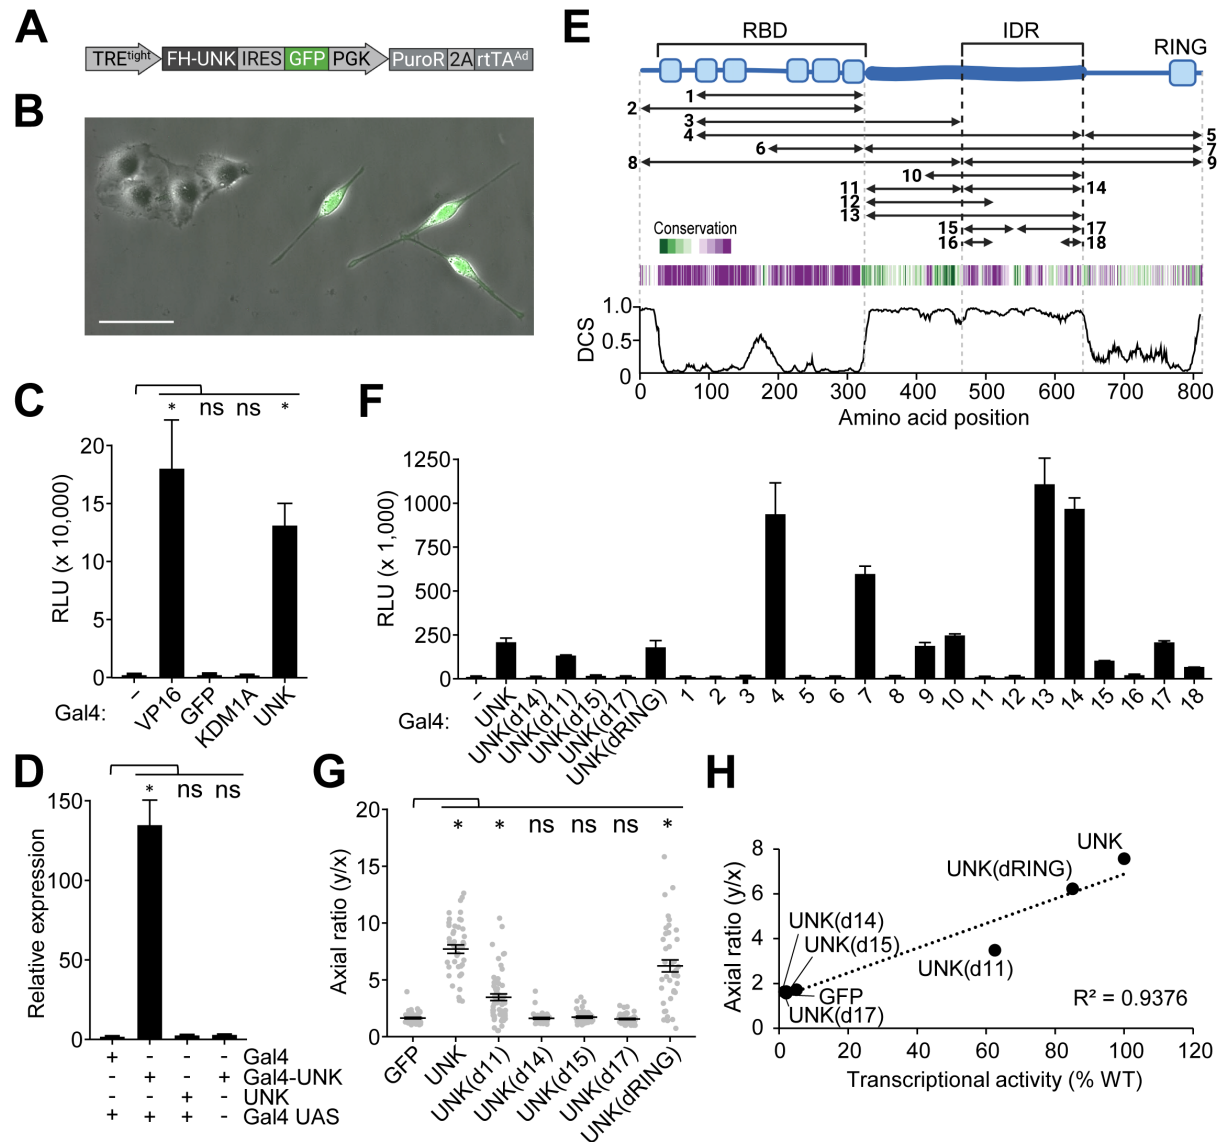 A
TREtight FH-UNK IRES GFP PGK PuroR 2A rtTAAd
B
C
* ns ns *
RLU (x 10,000)
20
15
10
5
0
Gal4: – VP16 GFP KDM1A UNK
D
* ns ns
Relative expression
150
100
50
0
+ - - - Gal4
- + - + Gal4-UNK
- - + - UNK
+ + + - Gal4 UAS
E
RBD IDR RING
1
2
3
4 5
6 7
8 9
10
11 14
12
13
15 17
16 18
Conservation
DCS
1.0
0.5
0
0 100 200 300 400 500 600 700 800
Amino acid position
F
RLU (x 1,000)
1250
1000
750
500
250
0
Gal4: - UNK UNK(d14) UNK(d11) UNK(d15) UNK(d17) UNK(dRING) 1 2 3 4 5 6 7 8 9 10 11 12 13 14 15 16 17 18
G
* * ns ns ns *
Axial ratio (y/x)
20
15
10
5
0
GFP UNK UNK(d11) UNK(d14) UNK(d15) UNK(d17) UNK(dRING)
H
Axial ratio (y/x)
8
6
4
2
0
UNK
UNK(dRING)
UNK(d14)
UNK(d15)
UNK(d11)
GFP
UNK(d17)
R² = 0.9376
0 20 40 60 80 100 120
Transcriptional activity (% WT)